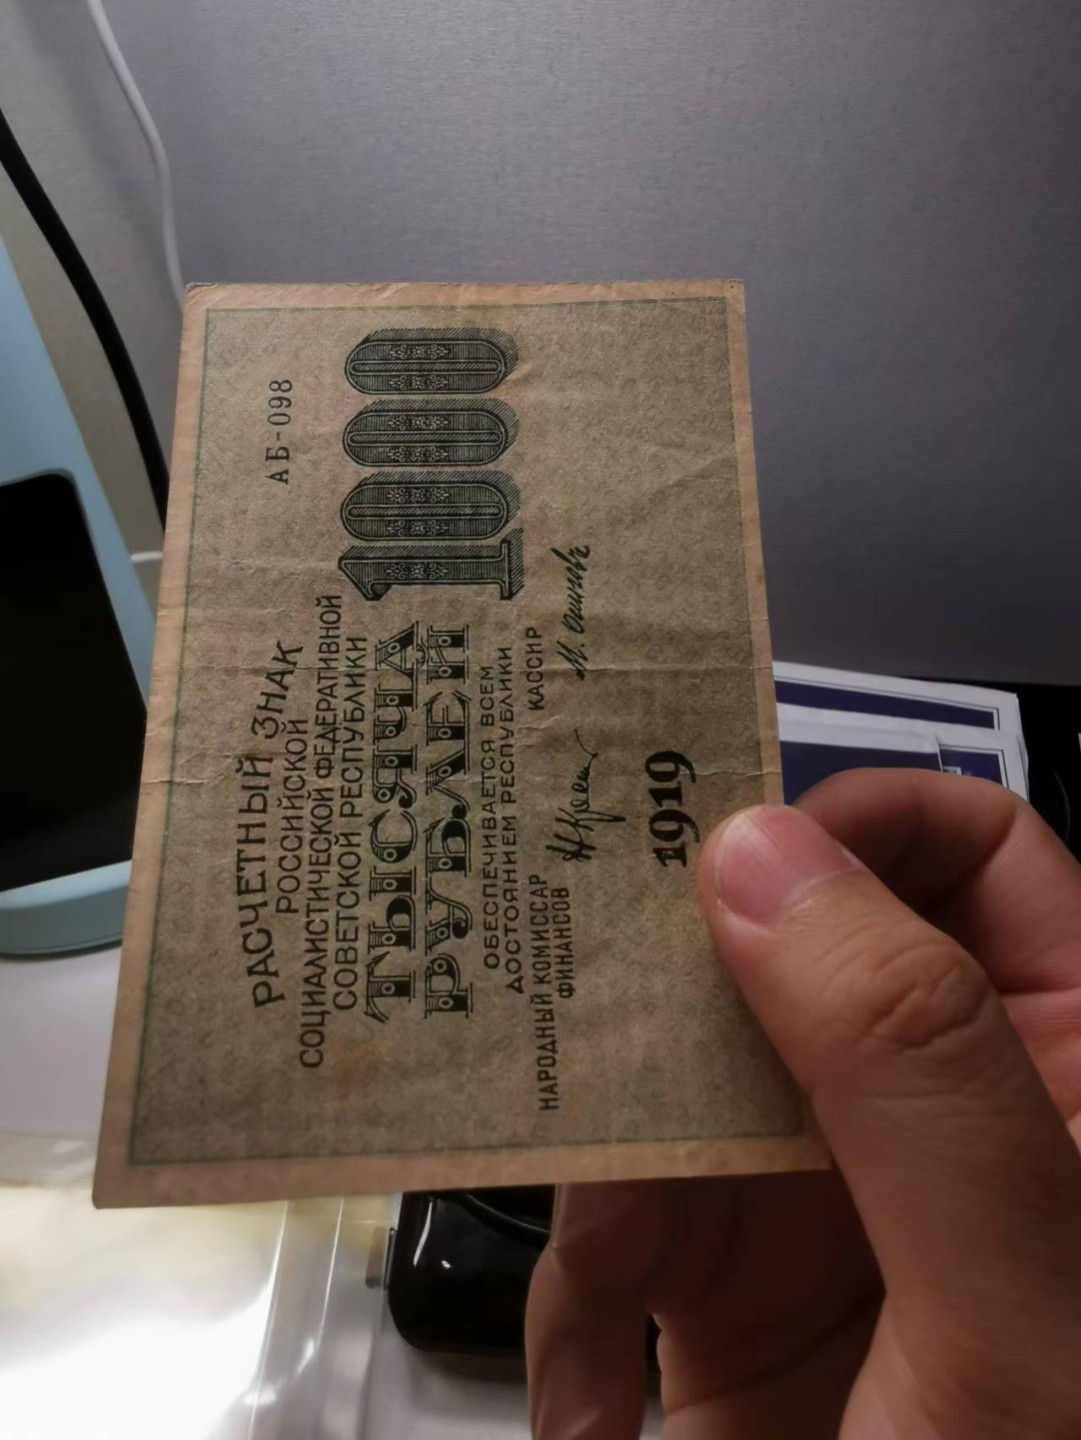 АБ-098
РАСЧЕТНЫЙ ЗНАК
РОССИЙСКОЙ
СОЦИАЛИСТИЧЕСКОЙ ФЕДЕРАТИВНОЙ
СОВЕТСКОЙ РЕСПУБЛИКИ
1000
ТЫСЯЧА
РУБЛЕЙ
ОБЕСПЕЧИВАЕТСЯ ВСЕМ
ДОСТОЯНИЕМ РЕСПУБЛИКИ
НАРОДНЫЙ КОМИССАР
ФИНАНСОВ
КАССИР
1919